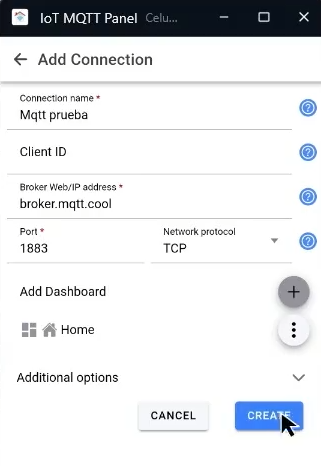 IoT MQTT Panel Celu...
Add Connection
Connection name *
Mqtt prueba
Client ID
Broker Web/IP address *
broker.mqtt.cool
Port * Network protocol
1883 TCP
Add Dashboard
Home
Additional options
CANCEL CREATE